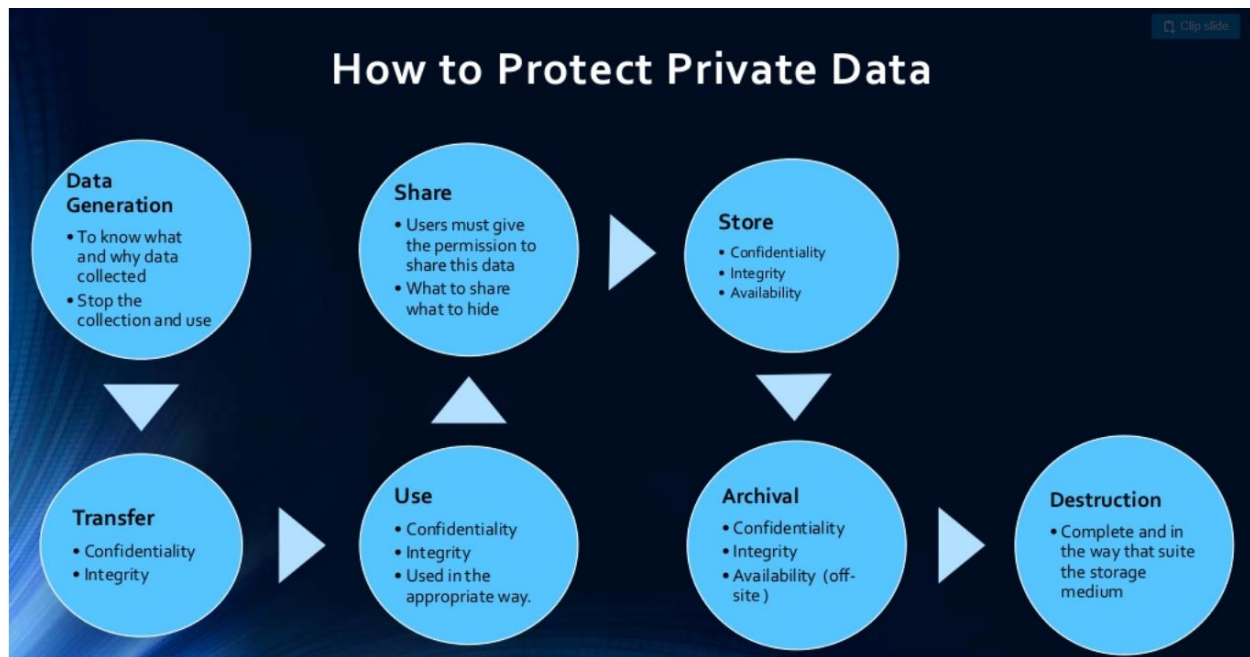 Clip slide
How to Protect Private Data
Data
Generation
• To know what
and why data
collected
• Stop the
collection and use
Transfer
• Confidentiality
• Integrity
Use
• Confidentiality
• Integrity
• Used in the
appropriate way.
Share
• Users must give
the permission to
share this data
• What to share
what to hide
Store
• Confidentiality
• Integrity
• Availability
Archival
• Confidentiality
• Integrity
• Availability (off-
site )
Destruction
• Complete and in
the way that suite
the storage
medium